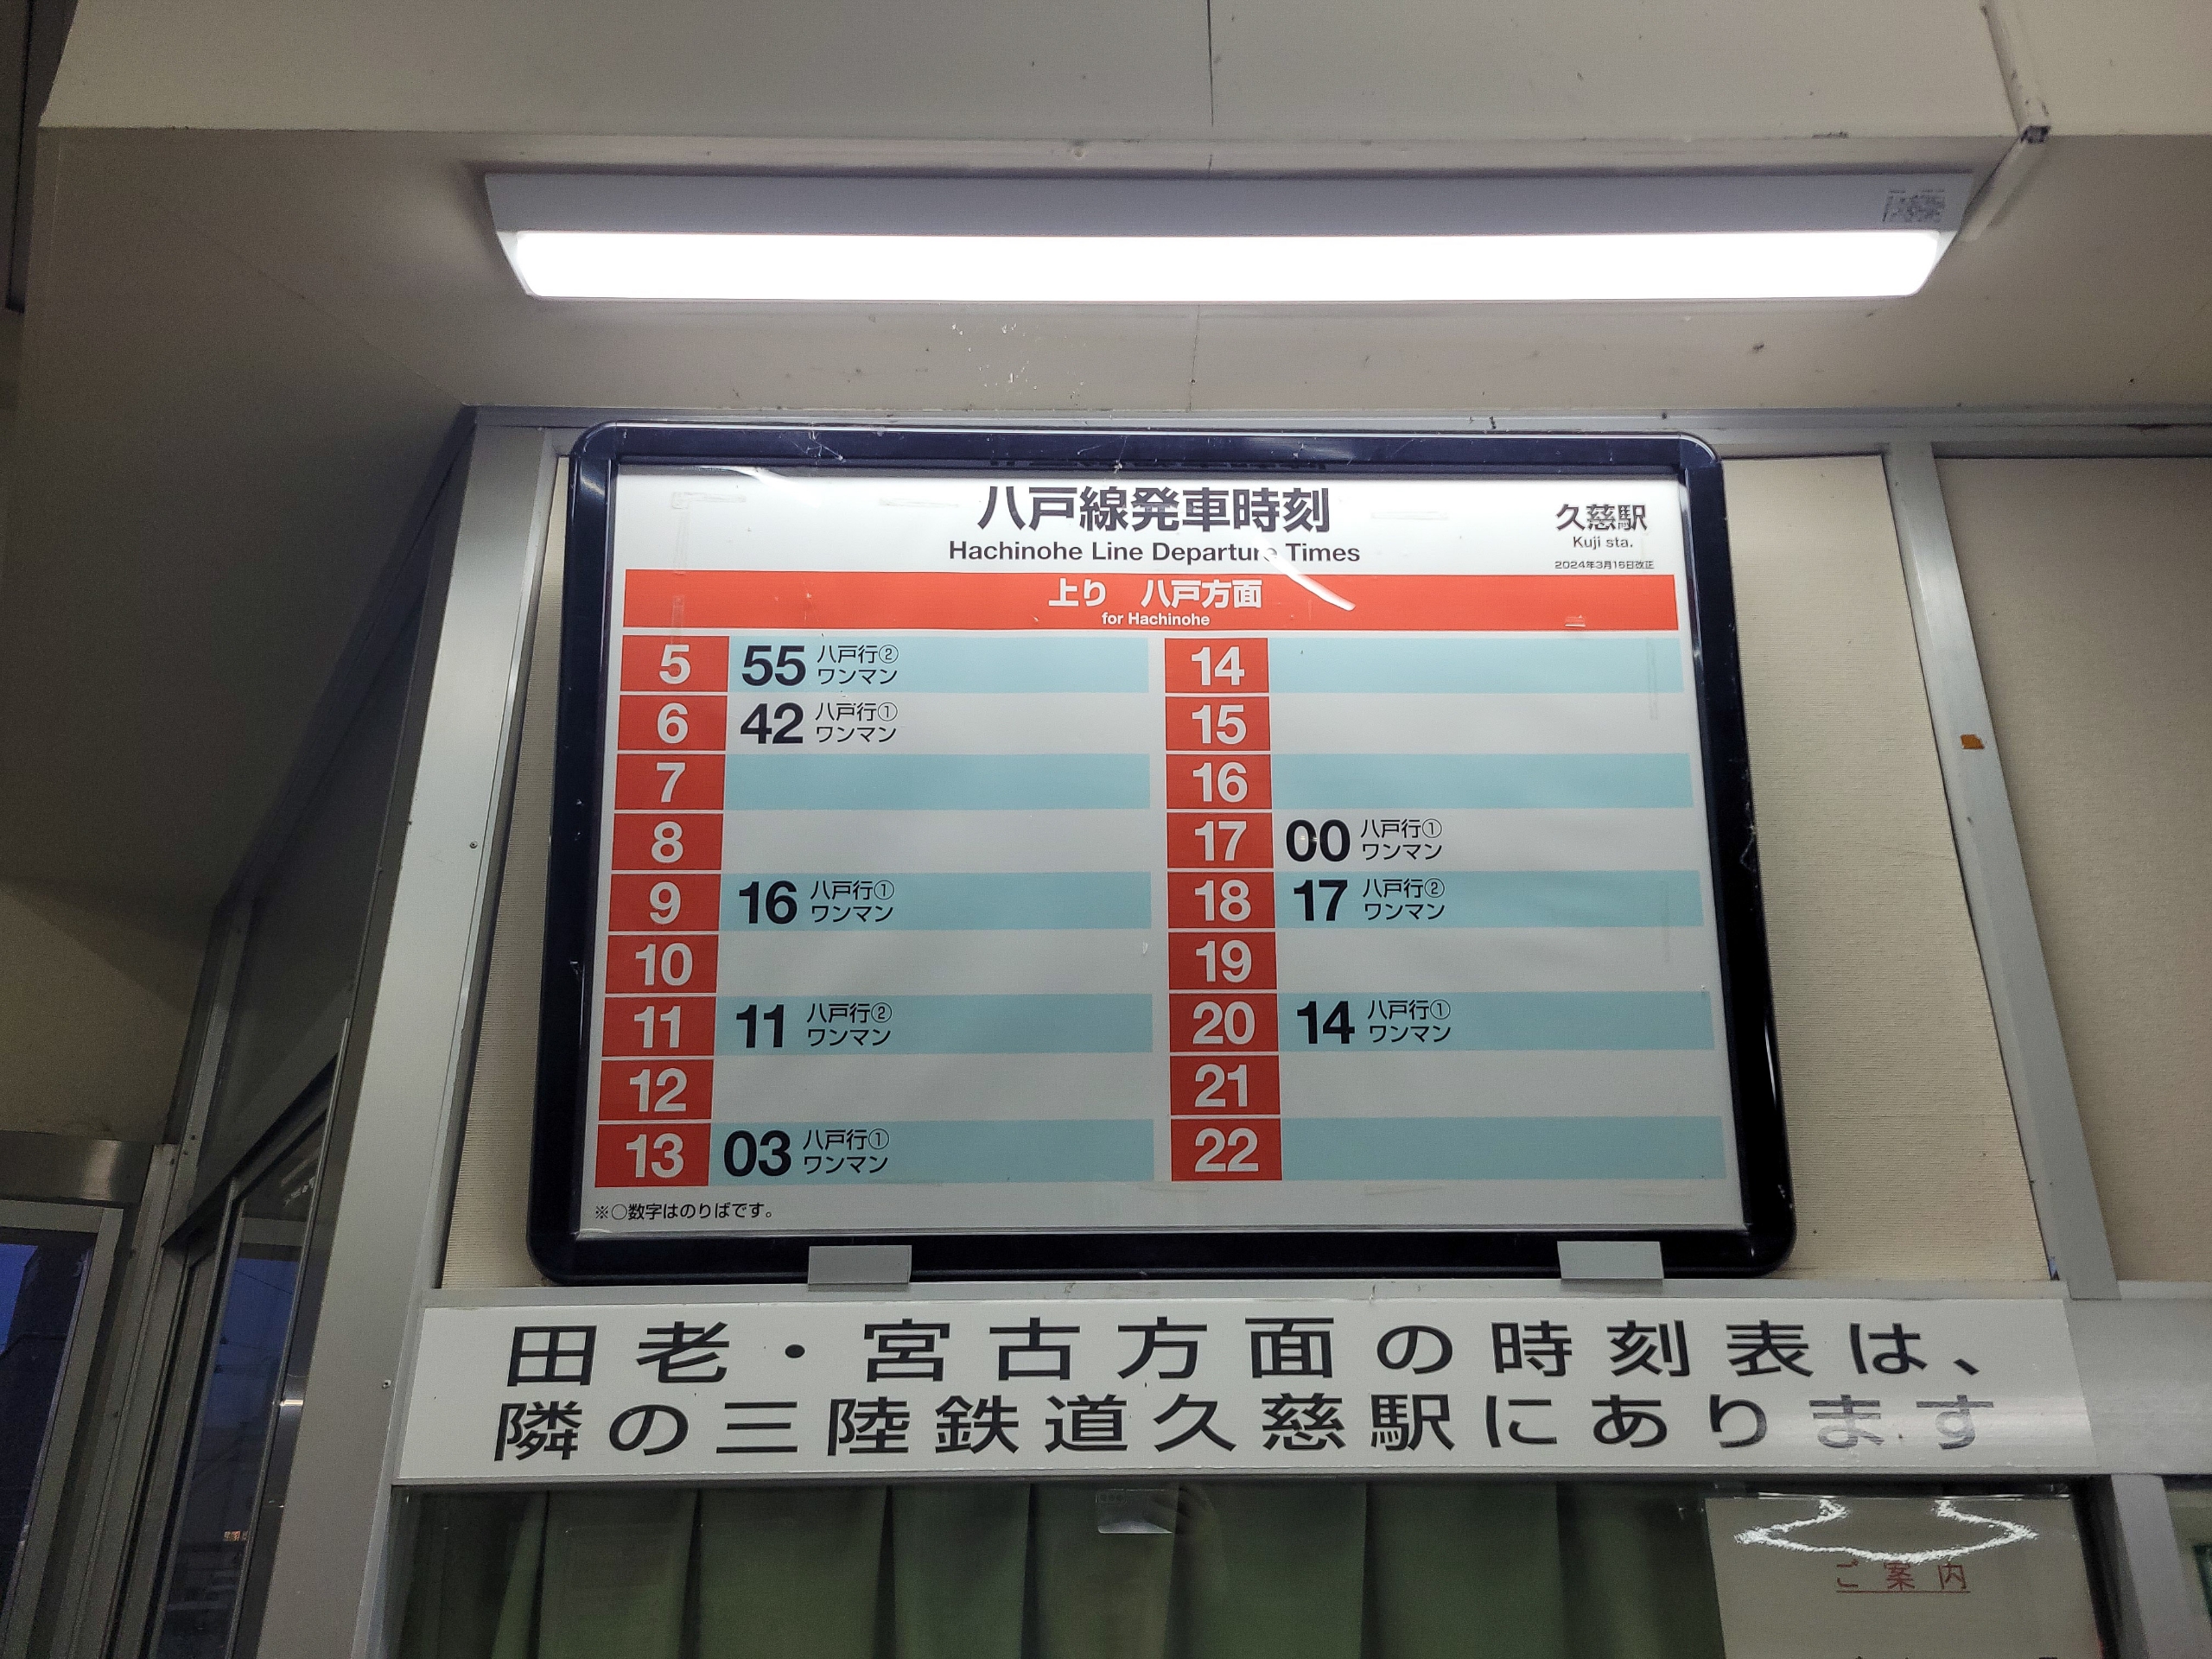 八戸線発車時刻
Hachinohe Line Departure Times
久慈駅
Kuji sta.
2024年3月16日改正
上り 八戸方面
for Hachinohe
5 55 八戸行② ワンマン
6 42 八戸行① ワンマン
7
8
9 16 八戸行① ワンマン
10
11 11 八戸行② ワンマン
12
13 03 八戸行① ワンマン
14
15
16
17 00 八戸行① ワンマン
18 17 八戸行② ワンマン
19
20 14 八戸行① ワンマン
21
22
※○数字はのりばです。
田老・宮古方面の時刻表は、
隣の三陸鉄道久慈駅にあります
ご案内